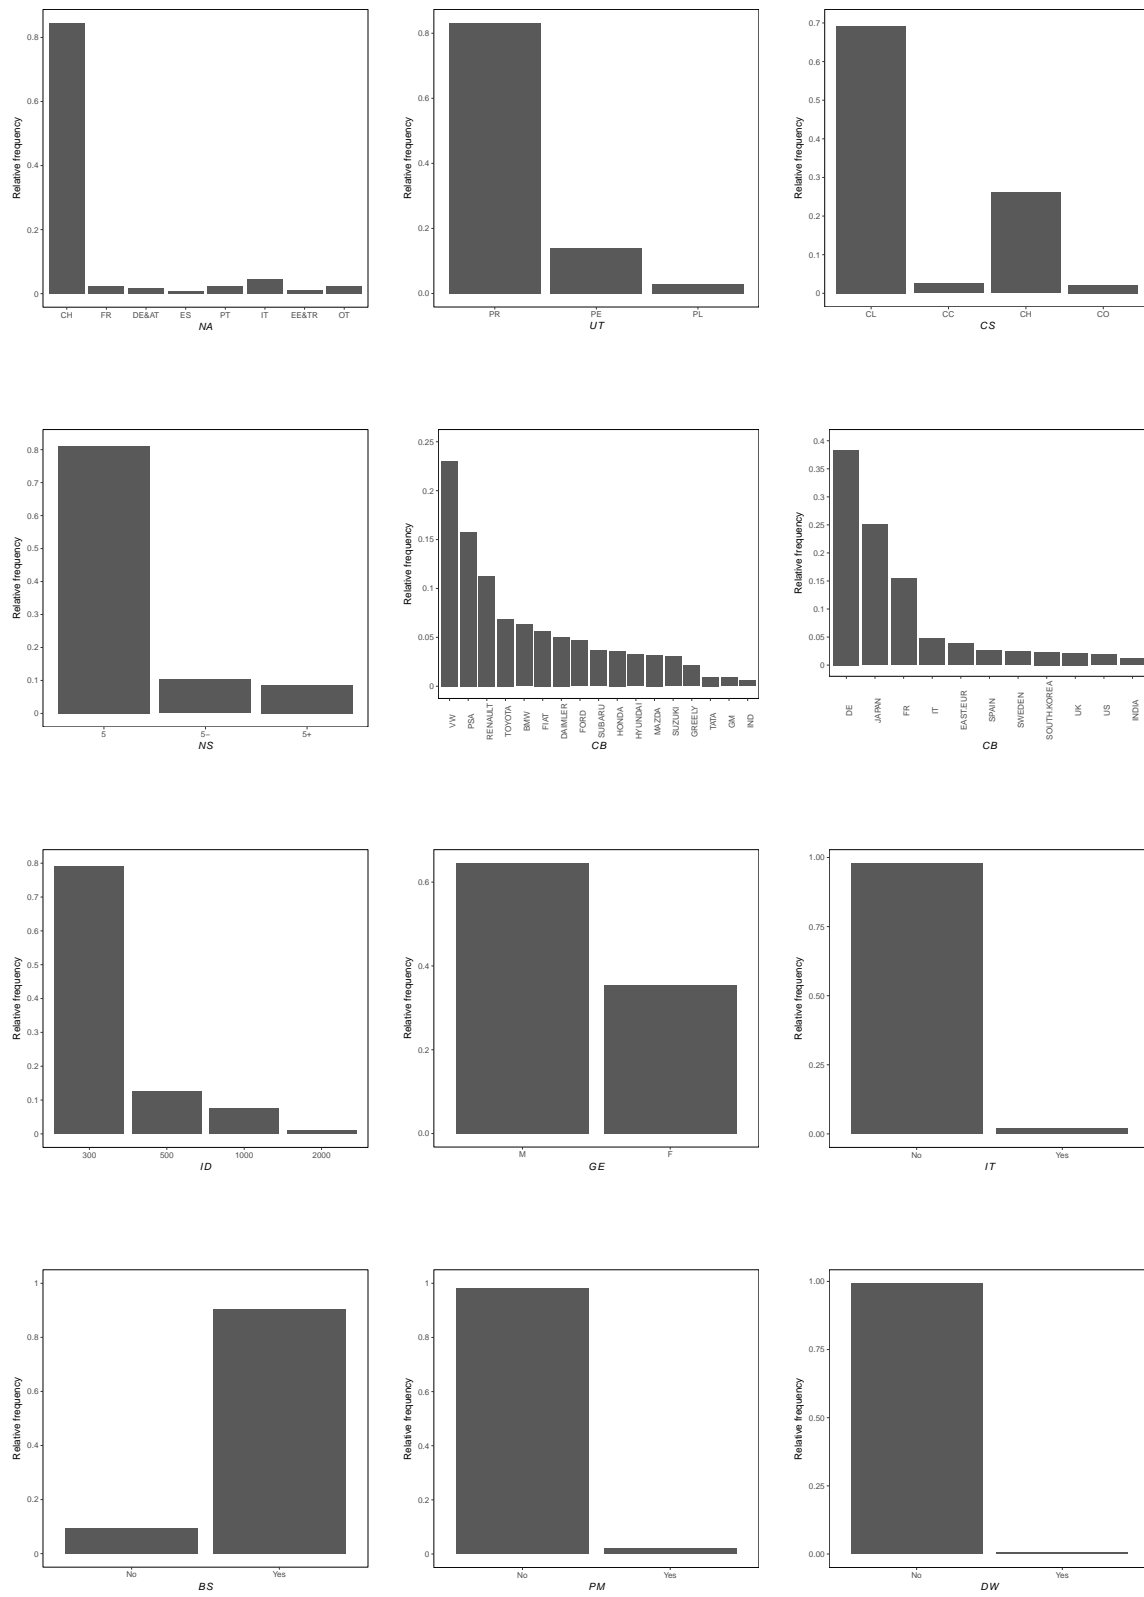 Relative frequency
0.8
0.6
0.4
0.2
0
CH FR DE&AT ES PT IT EE&TR OT
NA
Relative frequency
0.8
0.6
0.4
0.2
0.0
PR PE PL
UT
Relative frequency
0.7
0.6
0.5
0.4
0.3
0.2
0.1
0
CL CC CH CO
CS
Relative frequency
0.8
0.7
0.6
0.5
0.4
0.3
0.2
0.1
0
5 5− 5+
NS
Relative frequency
0.25
0.2
0.15
0.1
0.05
0
VW PSA RENAULT TOYOTA BMW FIAT DAIMLER FORD SUBARU HONDA HYUNDAI MAZDA SUZUKI GREELY TATA GM IND
CB
Relative frequency
0.4
0.35
0.3
0.25
0.2
0.15
0.1
0.05
0
DE JAPAN FR IT EAST.EUR SPAIN SWEDEN SOUTH.KOREA UK US INDIA
CB
Relative frequency
0.8
0.7
0.6
0.5
0.4
0.3
0.2
0.1
0
300 500 1000 2000
ID
Relative frequency
0.6
0.4
0.2
0.0
M F
GE
Relative frequency
1.00
0.75
0.50
0.25
0.00
No Yes
IT
Relative frequency
1
0.8
0.6
0.4
0.2
0
No Yes
BS
Relative frequency
1
0.8
0.6
0.4
0.2
0
No Yes
PM
Relative frequency
1.00
0.75
0.50
0.25
0.00
No Yes
DW